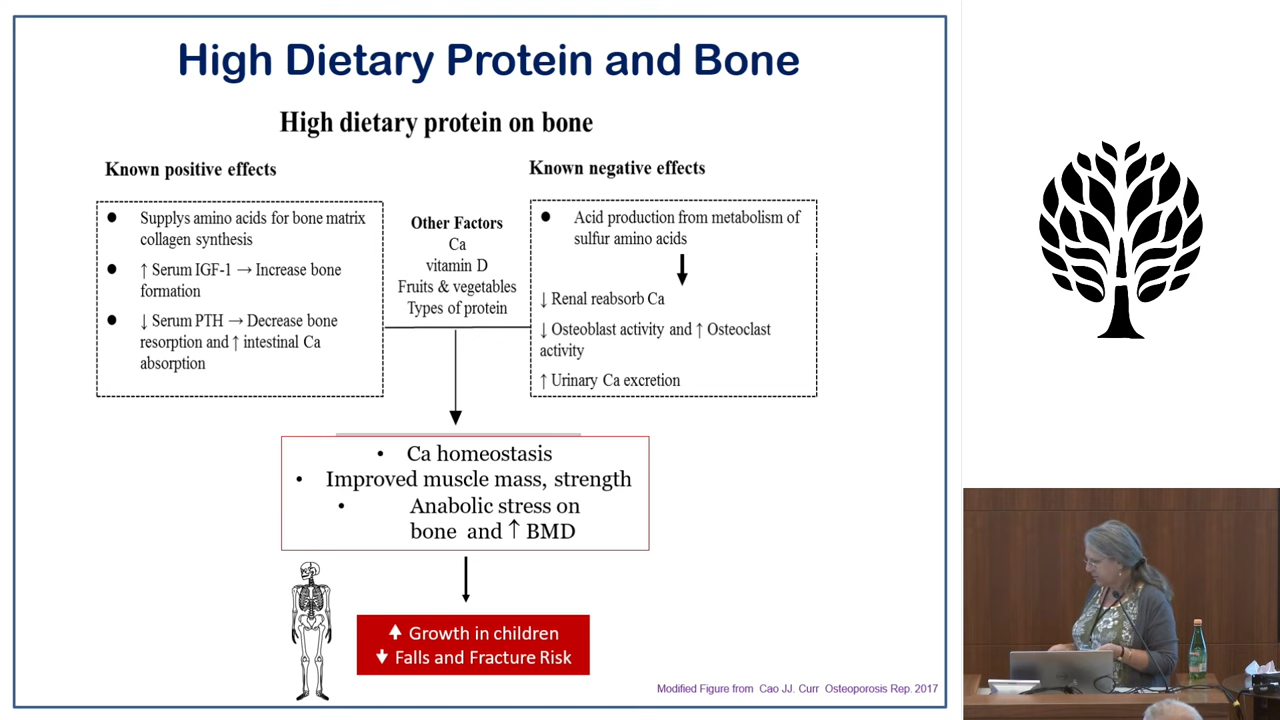 High Dietary Protein and Bone
High dietary protein on bone
Known positive effects
● Supplys amino acids for bone matrix
collagen synthesis
● ↑ Serum IGF-1 → Increase bone
formation
● ↓ Serum PTH → Decrease bone
resorption and ↑ intestinal Ca
absorption
Other Factors
Ca
vitamin D
Fruits & vegetables
Types of protein
Known negative effects
● Acid production from metabolism of
sulfur amino acids
↓ Renal reabsorb Ca
↓ Osteoblast activity and ↑ Osteoclast
activity
↑ Urinary Ca excretion
• Ca homeostasis
• Improved muscle mass, strength
• Anabolic stress on
bone and ↑ BMD
↑ Growth in children
↓ Falls and Fracture Risk
Modified Figure from Cao JJ. Curr Osteoporosis Rep. 2017